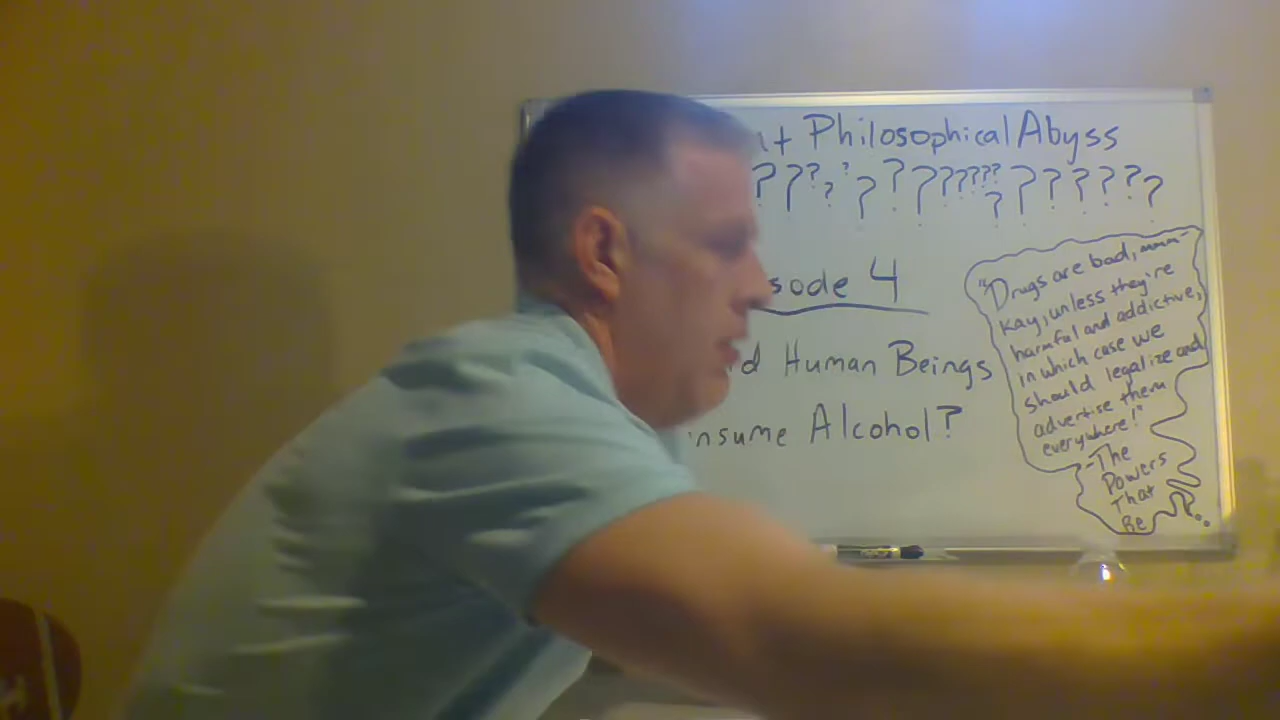 nt Philosophical Abyss
? ? ? ? ? ? ? ? ? ? ? ? ? ? ? ? ? ? ? ? ?
sode 4
d Human Beings
nsume Alcohol?
"Drugs are bad, mmm-
kay, unless they're
harmful and addictive,
in which case we
should legalize and
advertise them
everywhere!"
-The
Powers
That
Be